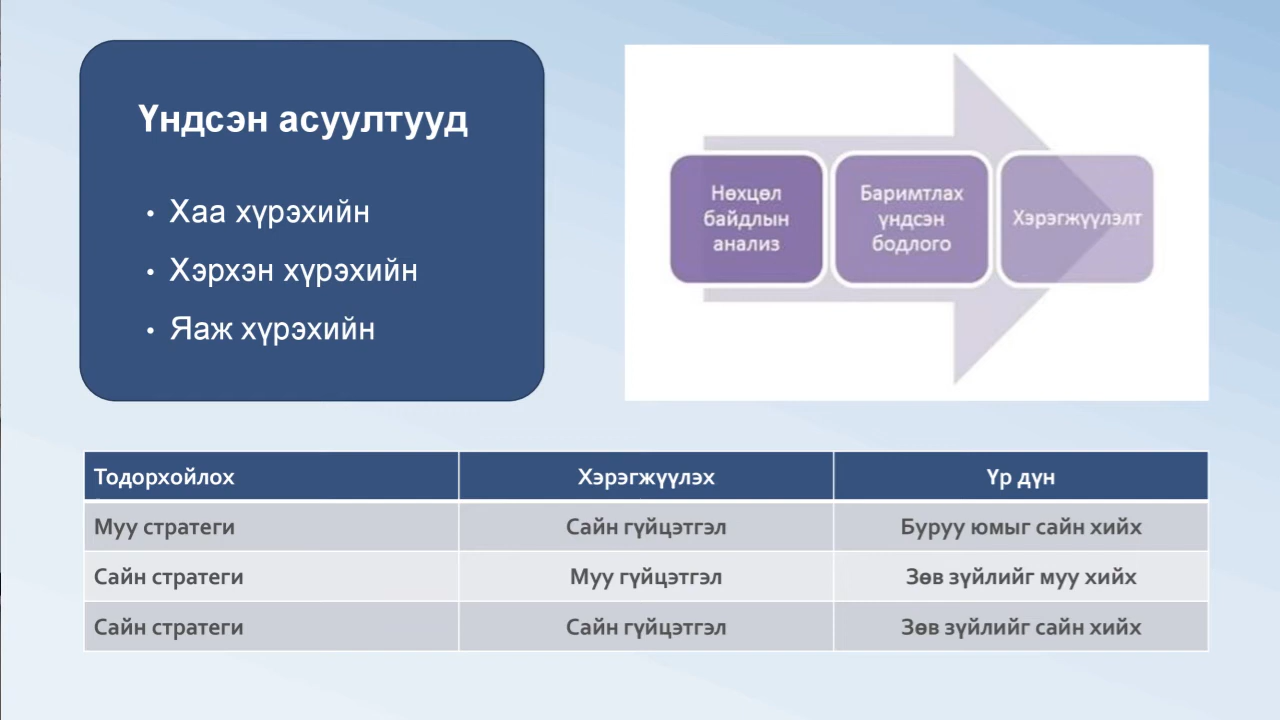 Үндсэн асуултууд
• Хаа хүрэхийн
• Хэрхэн хүрэхийн
• Яаж хүрэхийн
Нөхцөл
байдлын
анализ
Баримтлах
үндсэн
бодлого
Хэрэгжүүлэлт
Тодорхойлох Хэрэгжүүлэх Үр дүн
Муу стратеги Сайн гүйцэтгэл Буруу юмыг сайн хийх
Сайн стратеги Муу гүйцэтгэл Зөв зүйлийг муу хийх
Сайн стратеги Сайн гүйцэтгэл Зөв зүйлийг сайн хийх